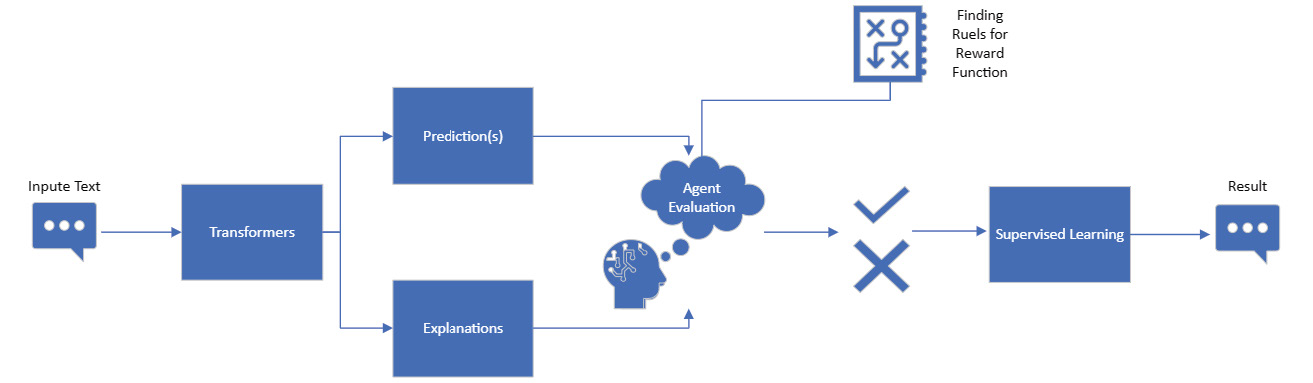 Finding
Ruels for
Reward
Function
Prediction(s)
Inpute Text
Transformers
Agent
Evaluation
Supervised Learning
Result
Explanations